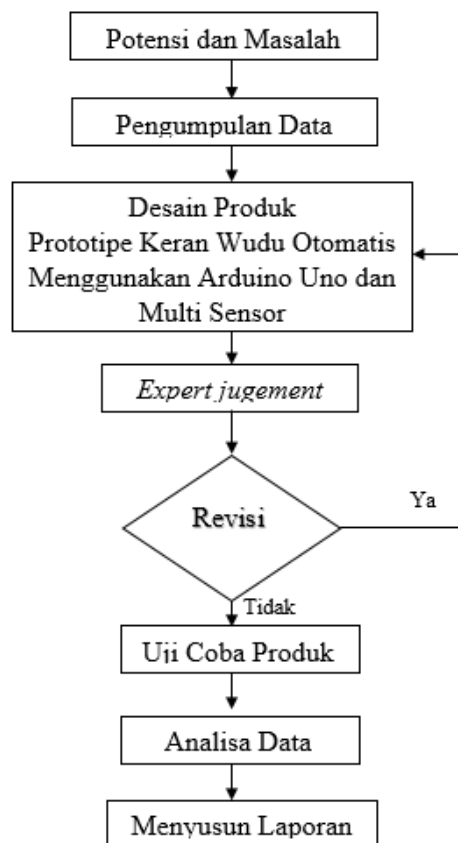 Potensi dan Masalah
Pengumpulan Data
Desain Produk
Prototipe Keran Wudu Otomatis
Menggunakan Arduino Uno dan
Multi Sensor
Expert jugement
Revisi
Ya
Tidak
Uji Coba Produk
Analisa Data
Menyusun Laporan